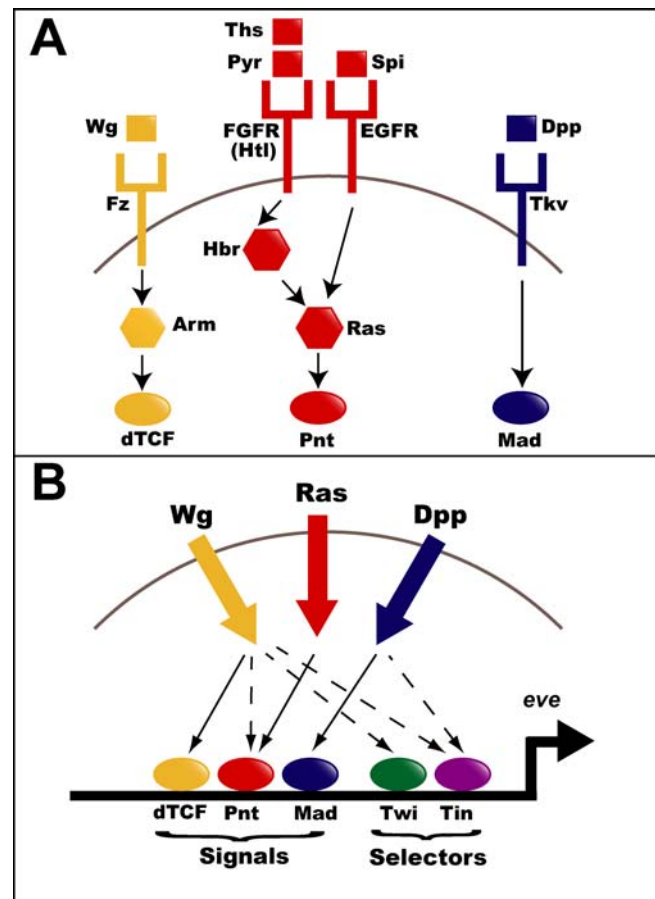 A
Ths
Pyr
Spi
Wg
FGFR
(Htl)
EGFR
Dpp
Fz
Tkv
Hbr
Arm
Ras
dTCF
Pnt
Mad
B
Wg
Ras
Dpp
eve
dTCF Pnt Mad Twi Tin
Signals Selectors